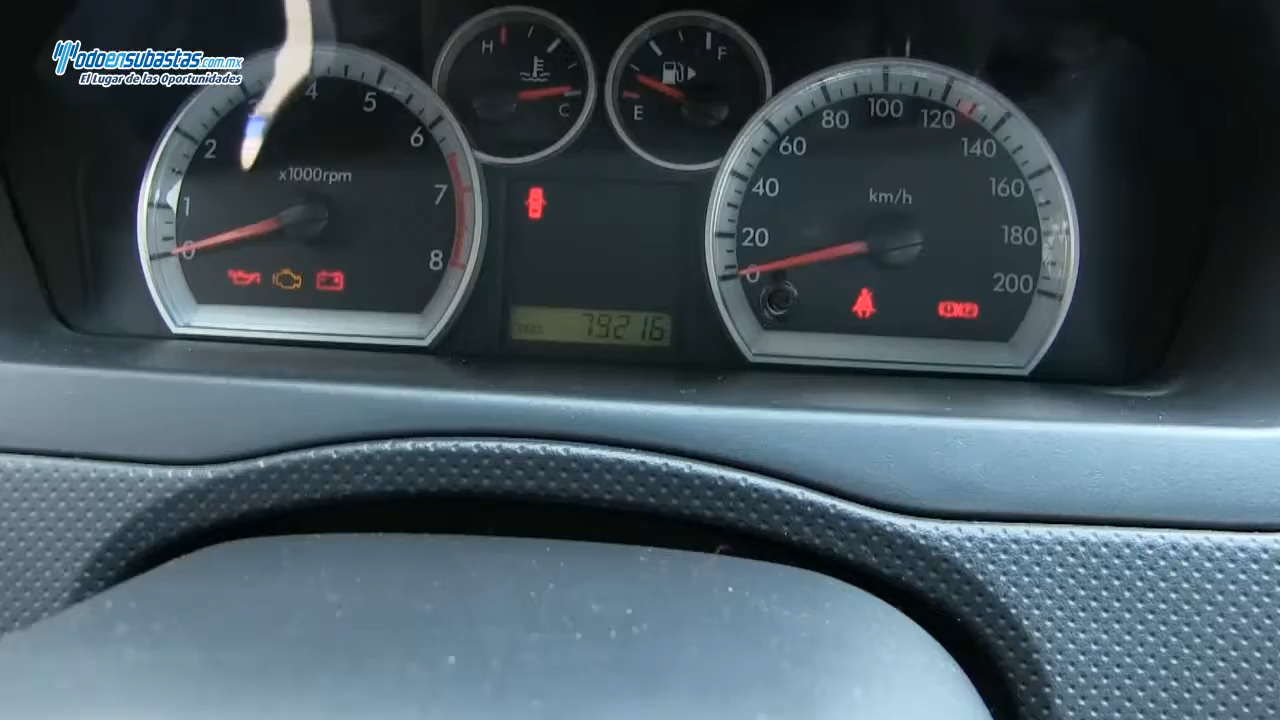 todoensubastas.com.mx
El Lugar de las Oportunidades
0
1
2
4
5
6
7
8
x1000rpm
H
C
E
F
79216
0
20
40
60
80
100
120
140
160
180
200
km/h